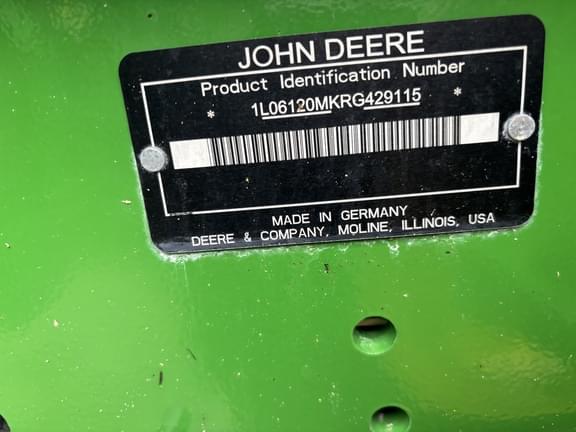 JOHN DEERE
Product Identification Number
* 1L06120MKRG429115 *
MADE IN GERMANY
DEERE & COMPANY, MOLINE, ILLINOIS, USA